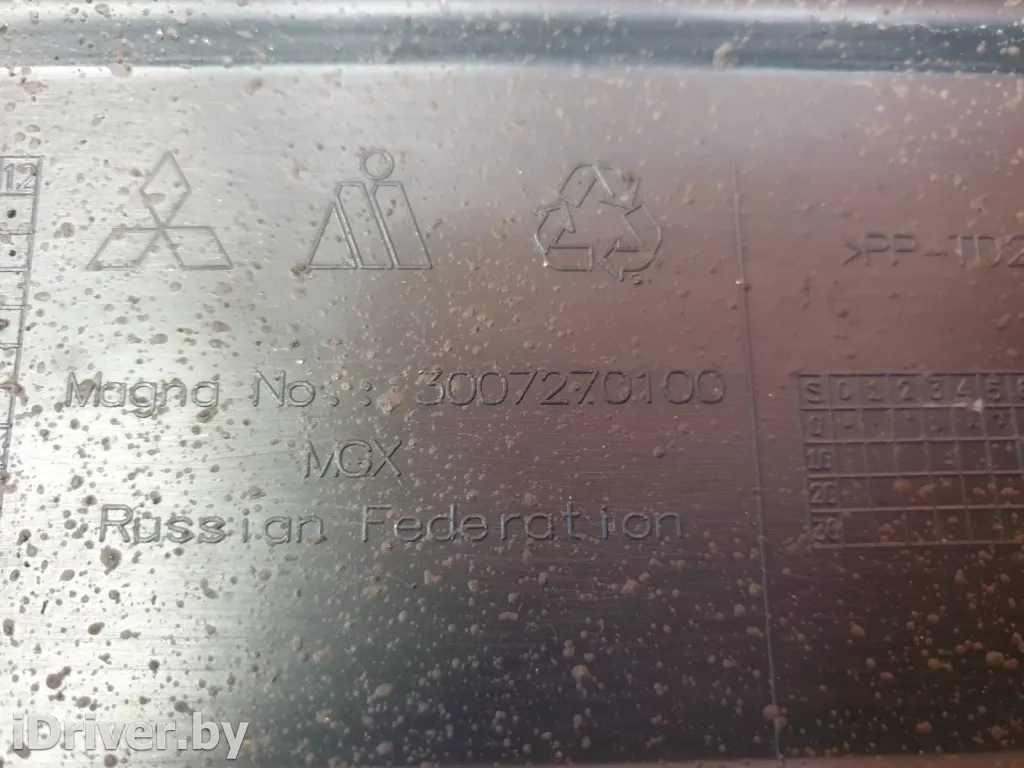 12
>PP-TD2
Magna No.: 3007270100
MGX
Russian Federation
S 0 1 2 3 4 5 6
0
10
20
30
iDriver.by